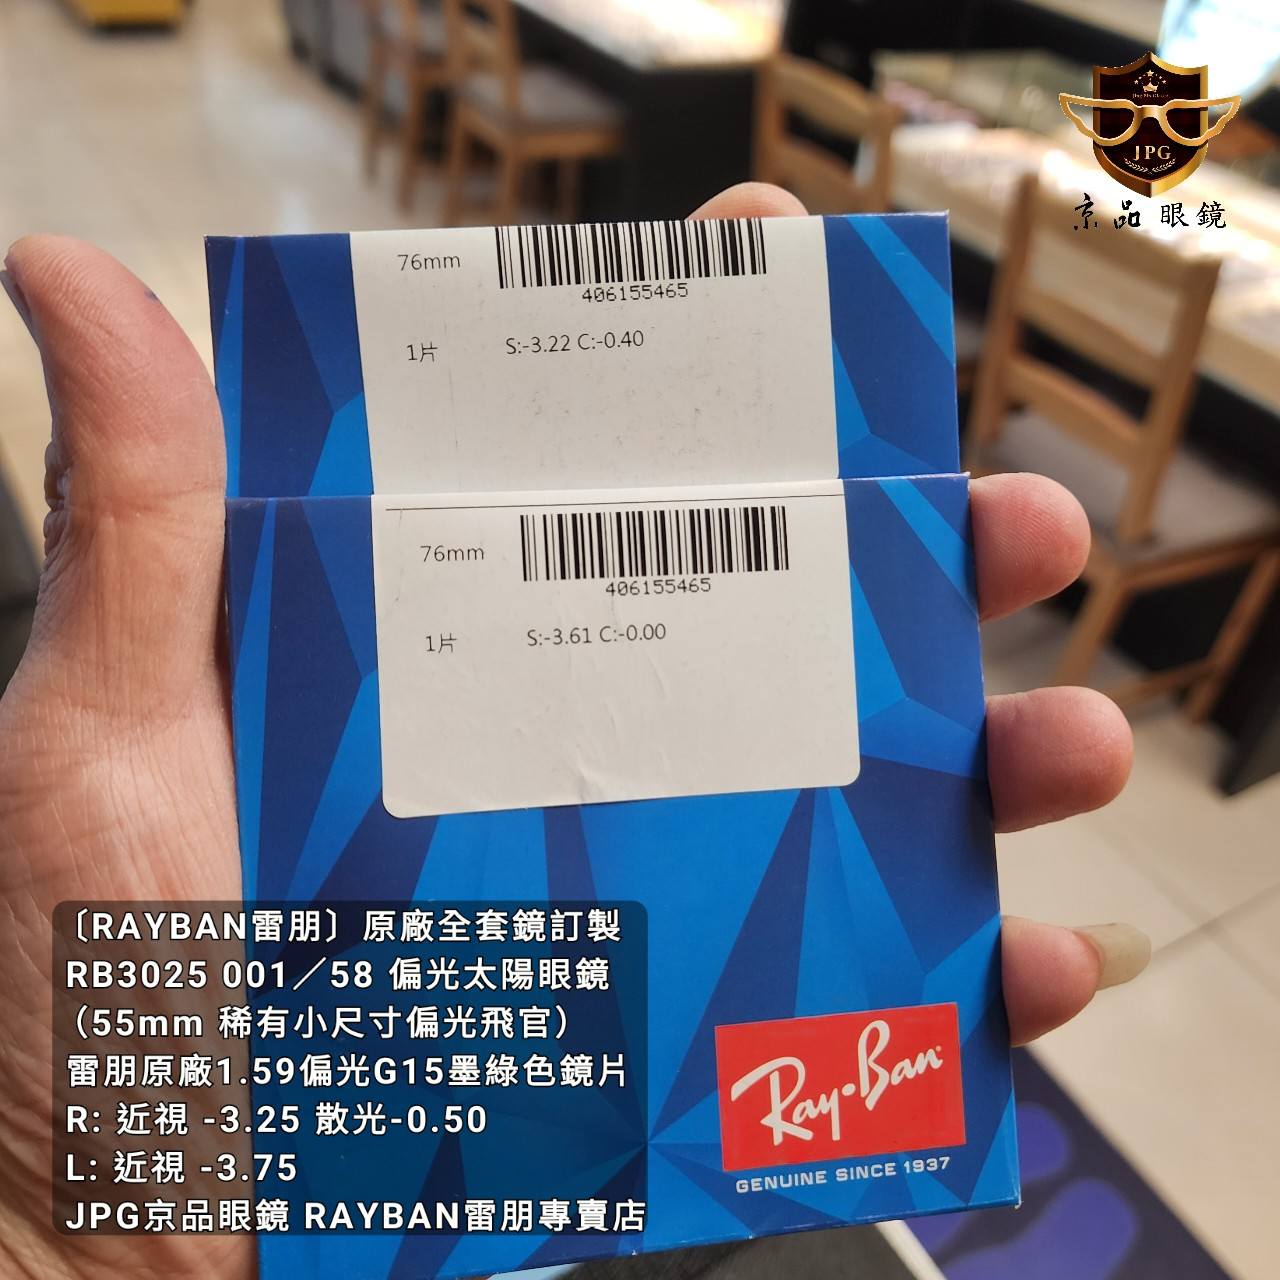 JPG
京品眼鏡
76mm
406155465
1片 S:-3.22 C:-0.40
76mm
406155465
1片 S:-3.61 C:-0.00
〔RAYBAN雷朋〕原廠全套鏡訂製
RB3025 001／58 偏光太陽眼鏡
（55mm 稀有小尺寸偏光飛官）
雷朋原廠1.59偏光G15墨綠色鏡片
R: 近視 -3.25 散光-0.50
L: 近視 -3.75
JPG京品眼鏡 RAYBAN雷朋專賣店
Ray-Ban
GENUINE SINCE 1937